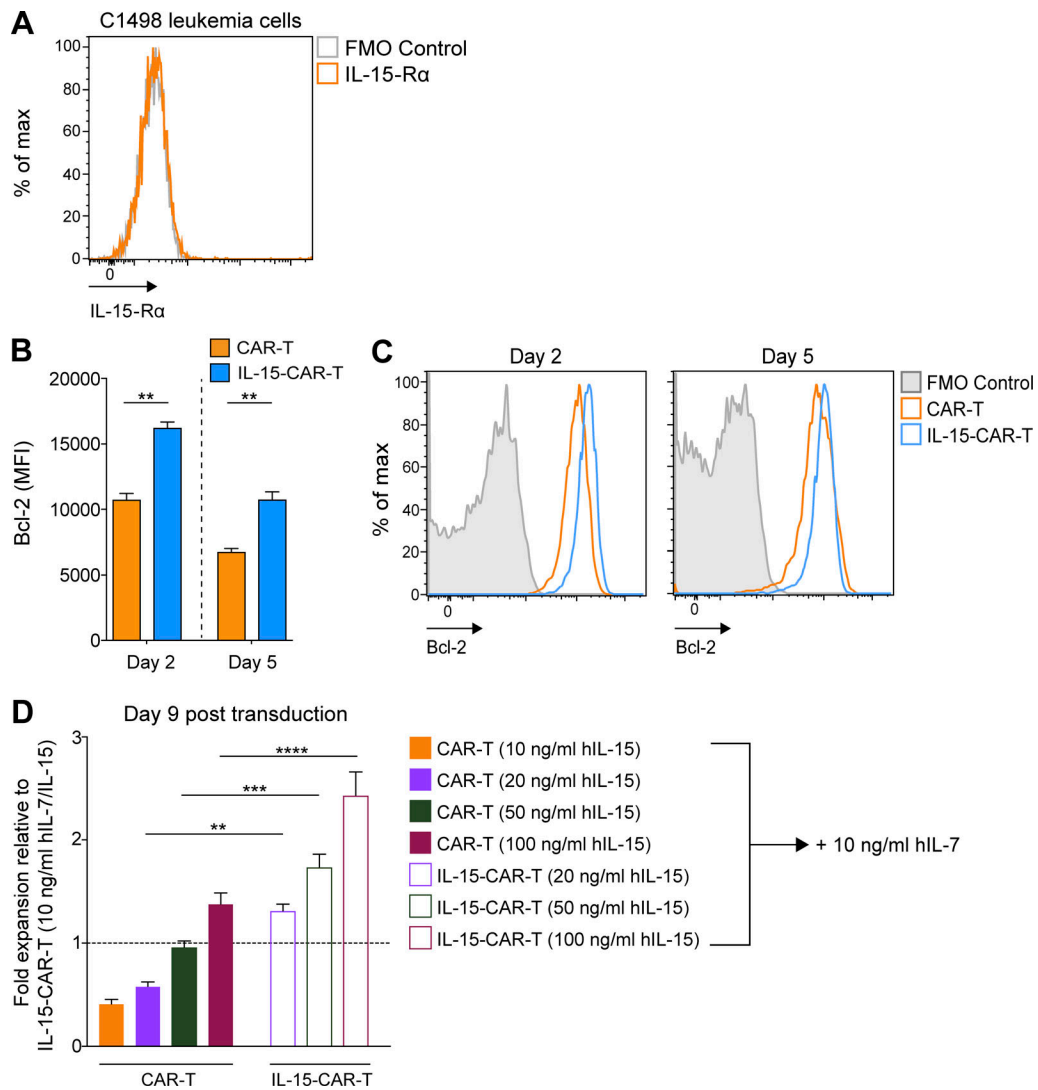 A
C1498 leukemia cells
FMO Control
IL-15-Rα
% of max
100
80
60
40
20
0
0
IL-15-Rα
B
CAR-T
IL-15-CAR-T
Bcl-2 (MFI)
20000
15000
10000
5000
0
**
**
Day 2
Day 5
C
Day 2
Day 5
FMO Control
CAR-T
IL-15-CAR-T
% of max
100
80
60
40
20
0
0
Bcl-2
0
Bcl-2
D
Day 9 post transduction
Fold expansion relative to
IL-15-CAR-T (10 ng/ml hIL-7/IL-15)
3
2
1
0
****
***
**
CAR-T
IL-15-CAR-T
CAR-T (10 ng/ml hIL-15)
CAR-T (20 ng/ml hIL-15)
CAR-T (50 ng/ml hIL-15)
CAR-T (100 ng/ml hIL-15)
IL-15-CAR-T (20 ng/ml hIL-15)
IL-15-CAR-T (50 ng/ml hIL-15)
IL-15-CAR-T (100 ng/ml hIL-15)
+ 10 ng/ml hIL-7